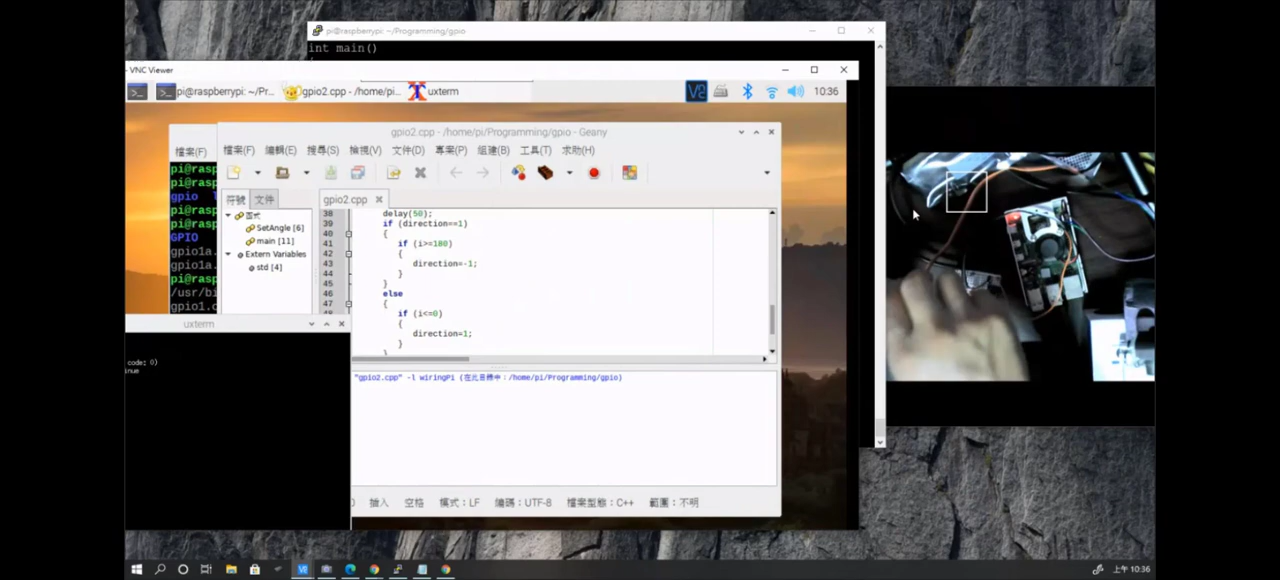 pi@raspberrypi: ~/Programming/gpio
int main()
- VNC Viewer
pi@raspberrypi: ~/Pr...
gpio2.cpp - /home/pi...
uxterm
10:36
gpio2.cpp - /home/pi/Programming/gpio - Geany
檔案(F)
檔案(F) 編輯(E) 搜尋(S) 檢視(V) 文件(D) 專案(P) 組建(B) 工具(T) 求助(H)
pi@rasp
pi@rasp
gpio
pi@rasp
pi@rasp
GPIO
gpio1a.
gpio1a.
pi@rasp
/usr/bi
gpio1.c
符號 文件
函式
SetAngle [6]
main [11]
Extern Variables
std [4]
gpio2.cpp
38 delay(50);
39 if (direction==1)
40 {
41 if (i>=180)
42 {
43 direction=-1;
44 }
45 }
46 else
47 {
if (i<=0)
{
direction=1;
}
}
uxterm
code: 0)
inue
"gpio2.cpp" -l wiringPi (在此目標中：/home/pi/Programming/gpio)
插入 空格 模式：LF 編碼：UTF-8 檔案型態：C++ 範圍：不明
上午 10:36